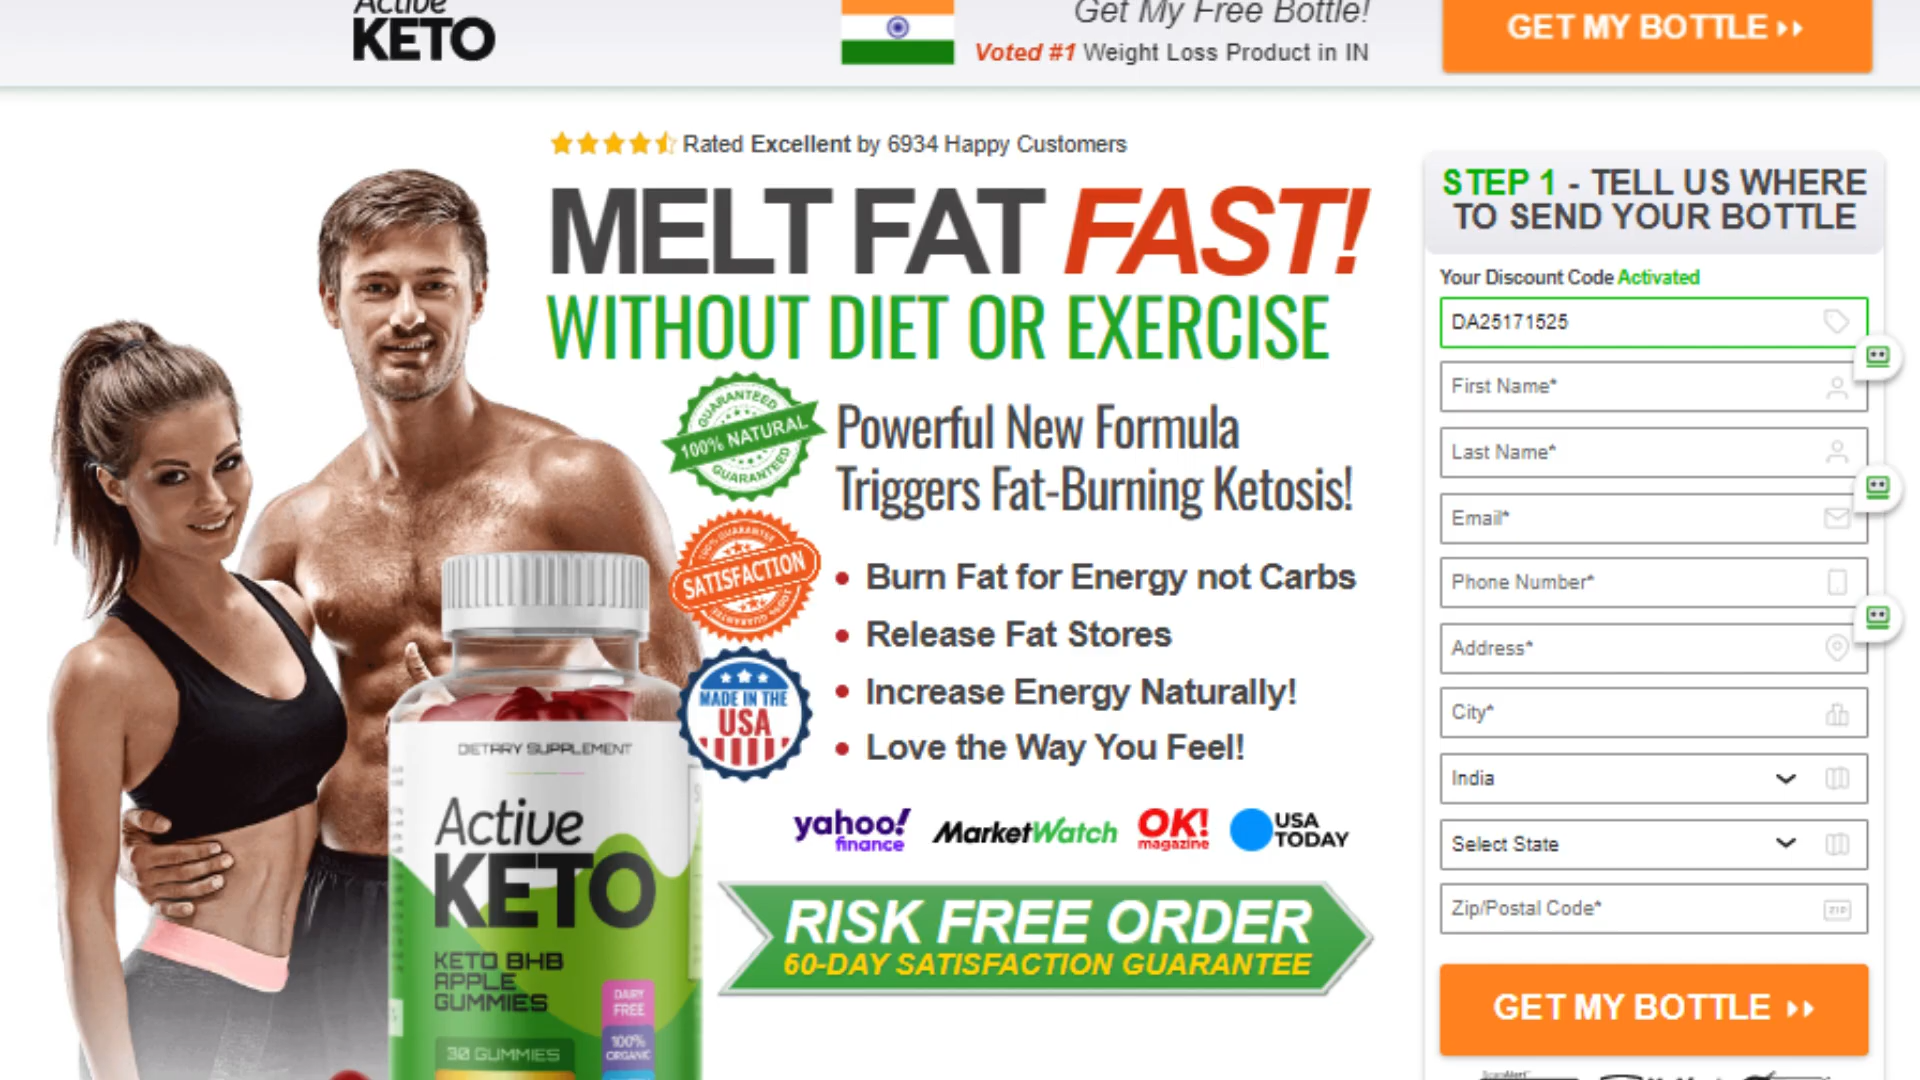 Active
KETO
Get My Free Bottle!
Voted #1 Weight Loss Product in IN
GET MY BOTTLE
Rated Excellent by 6934 Happy Customers
MELT FAT FAST!
WITHOUT DIET OR EXERCISE
GUARANTEED
100% NATURAL
GUARANTEED
Powerful New Formula
Triggers Fat-Burning Ketosis!
100% GUARANTEE
SATISFACTION
MADE IN THE
USA
• Burn Fat for Energy not Carbs
• Release Fat Stores
• Increase Energy Naturally!
• Love the Way You Feel!
yahoo!
finance
MarketWatch
OK!
magazine
USA
TODAY
RISK FREE ORDER
60-DAY SATISFACTION GUARANTEE
DIETARY SUPPLEMENT
Active
KETO
KETO BHB
APPLE
GUMMIES
DAIRY
FREE
100%
ORGANIC
30 GUMMIES
STEP 1 - TELL US WHERE
TO SEND YOUR BOTTLE
Your Discount Code Activated
DA25171525
First Name*
Last Name*
Email*
Phone Number*
Address*
City*
India
Select State
Zip/Postal Code*
ZIP
GET MY BOTTLE